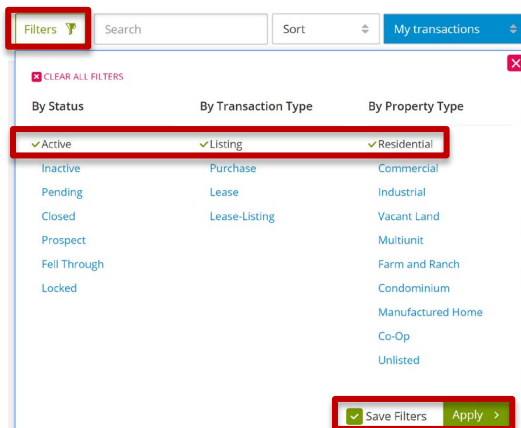 Filters Search Sort My transactions
CLEAR ALL FILTERS
By Status By Transaction Type By Property Type
Active Listing Residential
Inactive Purchase Commercial
Pending Lease Industrial
Closed Lease-Listing Vacant Land
Prospect Multiunit
Fell Through Farm and Ranch
Locked Condominium
Manufactured Home
Co-Op
Unlisted
Save Filters Apply